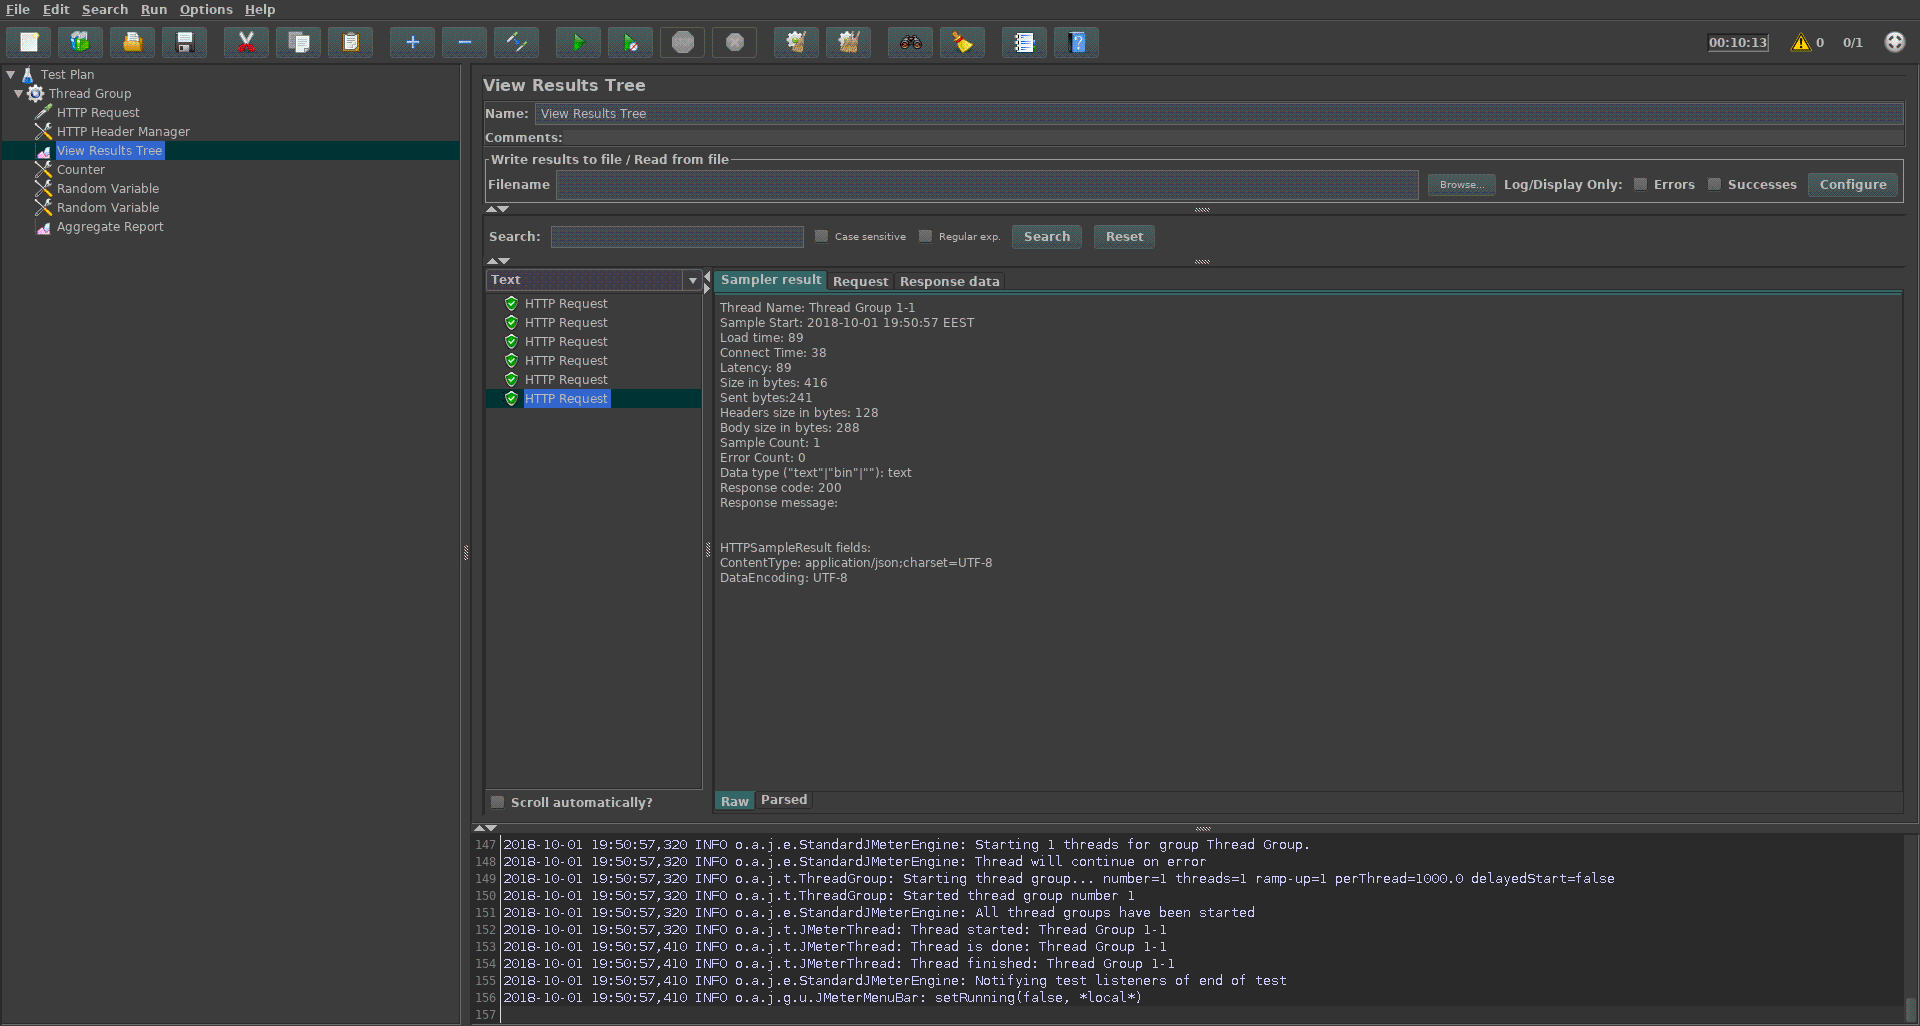 File Edit Search Run Options Help
00:10:13 0 0/1
Test Plan
Thread Group
HTTP Request
HTTP Header Manager
View Results Tree
Counter
Random Variable
Random Variable
Aggregate Report
View Results Tree
Name: View Results Tree
Comments:
Write results to file / Read from file
Filename Browse... Log/Display Only: Errors Successes Configure
Search: Case sensitive Regular exp. Search Reset
Text
HTTP Request
HTTP Request
HTTP Request
HTTP Request
HTTP Request
HTTP Request
Scroll automatically?
Sampler result Request Response data
Thread Name: Thread Group 1-1
Sample Start: 2018-10-01 19:50:57 EEST
Load time: 89
Connect Time: 38
Latency: 89
Size in bytes: 416
Sent bytes:241
Headers size in bytes: 128
Body size in bytes: 288
Sample Count: 1
Error Count: 0
Data type ("text"|"bin"|""): text
Response code: 200
Response message:
HTTPSampleResult fields:
ContentType: application/json;charset=UTF-8
DataEncoding: UTF-8
Raw Parsed
147 2018-10-01 19:50:57,320 INFO o.a.j.e.StandardJMeterEngine: Starting 1 threads for group Thread Group.
148 2018-10-01 19:50:57,320 INFO o.a.j.e.StandardJMeterEngine: Thread will continue on error
149 2018-10-01 19:50:57,320 INFO o.a.j.t.ThreadGroup: Starting thread group... number=1 threads=1 ramp-up=1 perThread=1000.0 delayedStart=false
150 2018-10-01 19:50:57,320 INFO o.a.j.t.ThreadGroup: Started thread group number 1
151 2018-10-01 19:50:57,320 INFO o.a.j.e.StandardJMeterEngine: All thread groups have been started
152 2018-10-01 19:50:57,320 INFO o.a.j.t.JMeterThread: Thread started: Thread Group 1-1
153 2018-10-01 19:50:57,410 INFO o.a.j.t.JMeterThread: Thread is done: Thread Group 1-1
154 2018-10-01 19:50:57,410 INFO o.a.j.t.JMeterThread: Thread finished: Thread Group 1-1
155 2018-10-01 19:50:57,410 INFO o.a.j.e.StandardJMeterEngine: Notifying test listeners of end of test
156 2018-10-01 19:50:57,410 INFO o.a.j.g.u.JMeterMenuBar: setRunning(false, *local*)
157